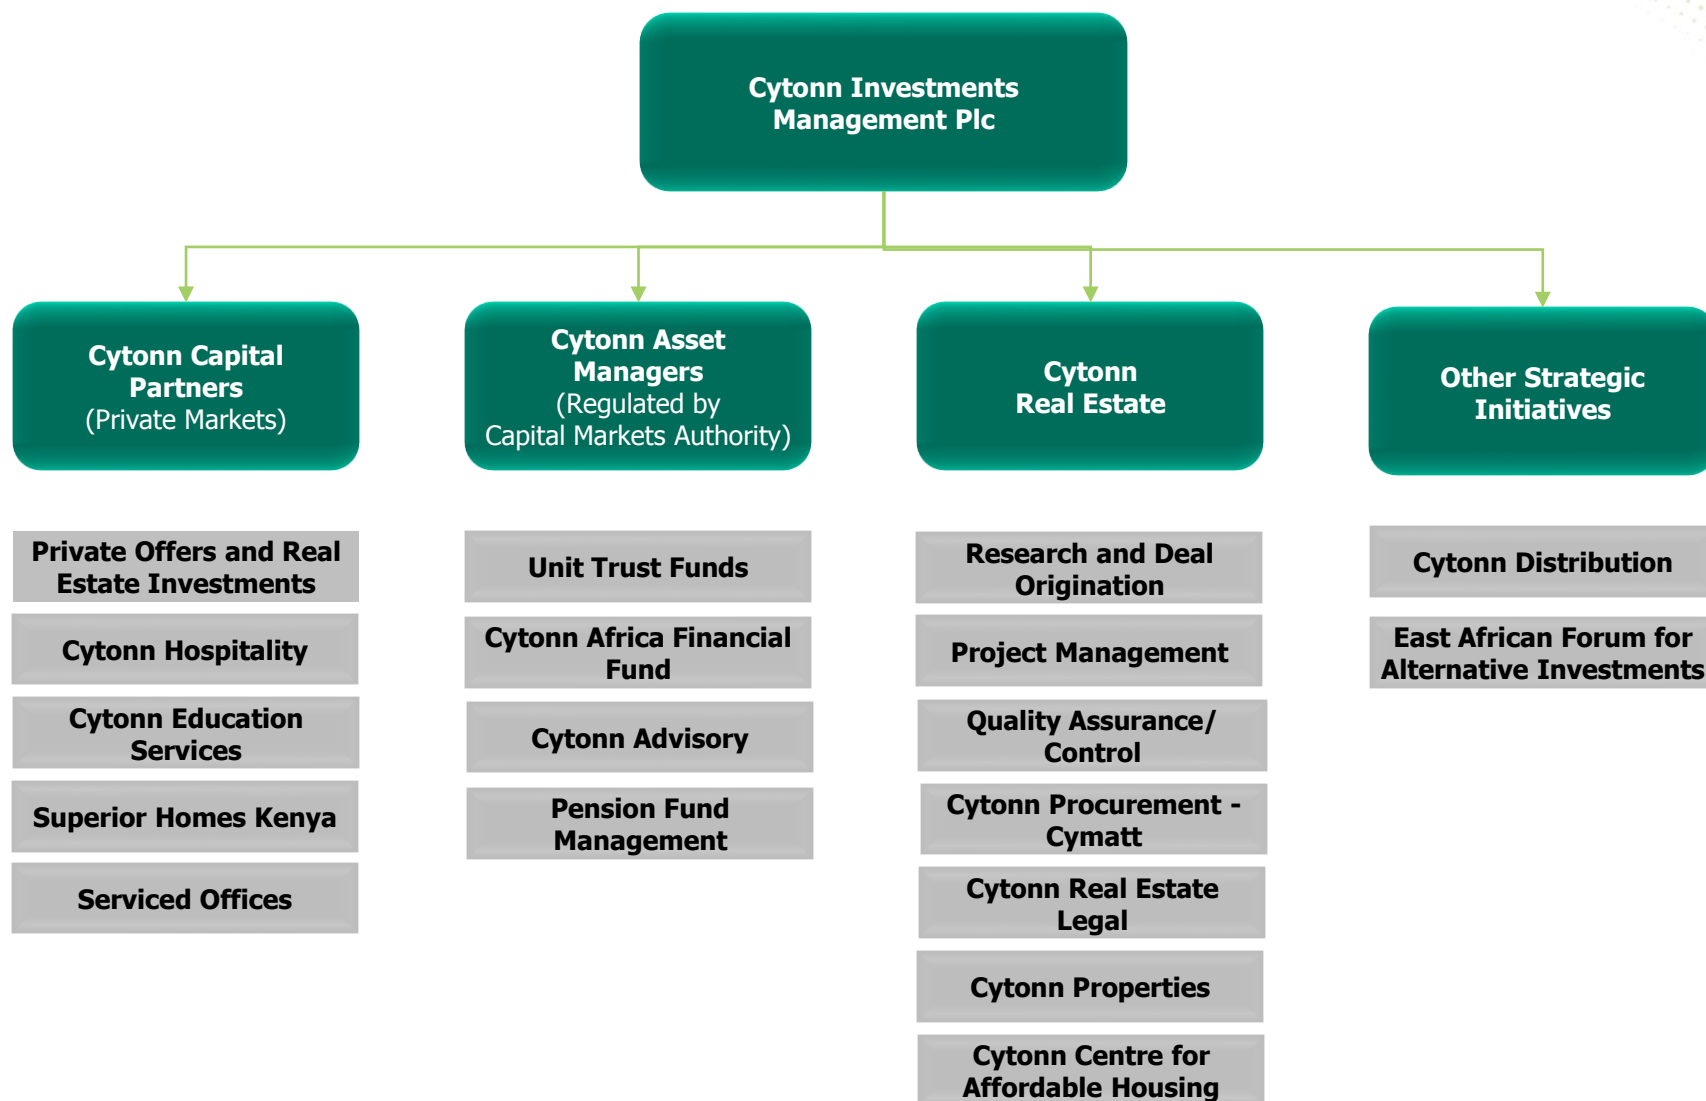 Cytonn Investments
Management Plc
Cytonn Capital
Partners
(Private Markets)
Cytonn Asset
Managers
(Regulated by
Capital Markets Authority)
Cytonn
Real Estate
Other Strategic
Initiatives
Private Offers and Real
Estate Investments
Cytonn Hospitality
Cytonn Education
Services
Superior Homes Kenya
Serviced Offices
Unit Trust Funds
Cytonn Africa Financial
Fund
Cytonn Advisory
Pension Fund
Management
Research and Deal
Origination
Project Management
Quality Assurance/
Control
Cytonn Procurement -
Cymatt
Cytonn Real Estate
Legal
Cytonn Properties
Cytonn Centre for
Affordable Housing
Cytonn Distribution
East African Forum for
Alternative Investments